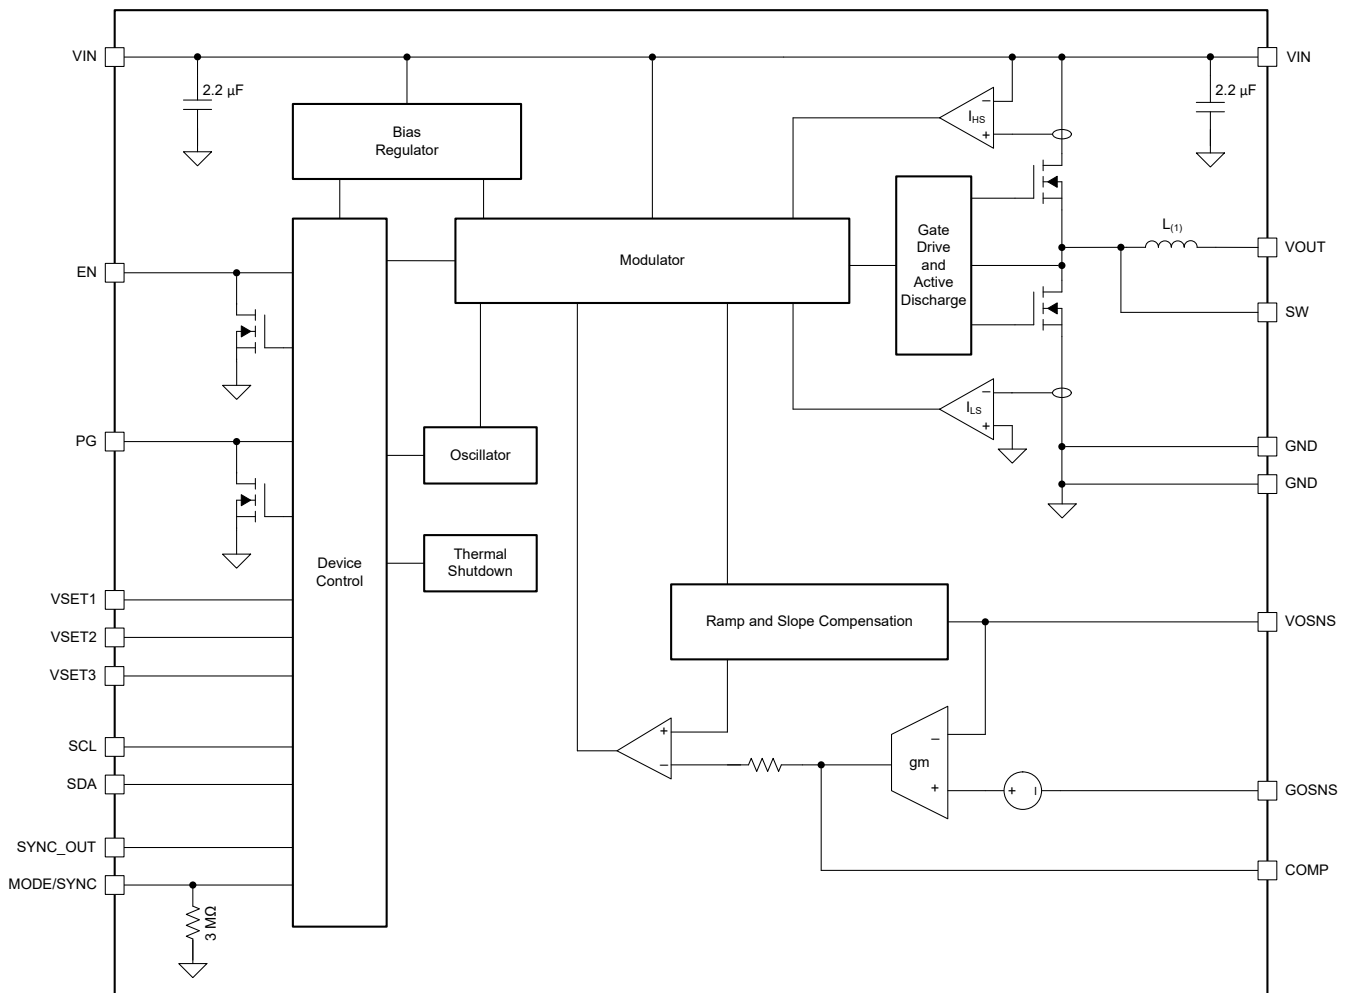 VIN
2.2 µF
Bias
Regulator
I_HS
−
+
VIN
2.2 µF
EN
Modulator
Gate
Drive
and
Active
Discharge
L(1)
VOUT
SW
PG
Oscillator
I_LS
−
+
GND
GND
Device
Control
Thermal
Shutdown
VSET1
VSET2
VSET3
Ramp and Slope Compensation
VOSNS
SCL
SDA
+
−
−
gm
+
+
GOSNS
SYNC_OUT
MODE/SYNC
3 MΩ
COMP